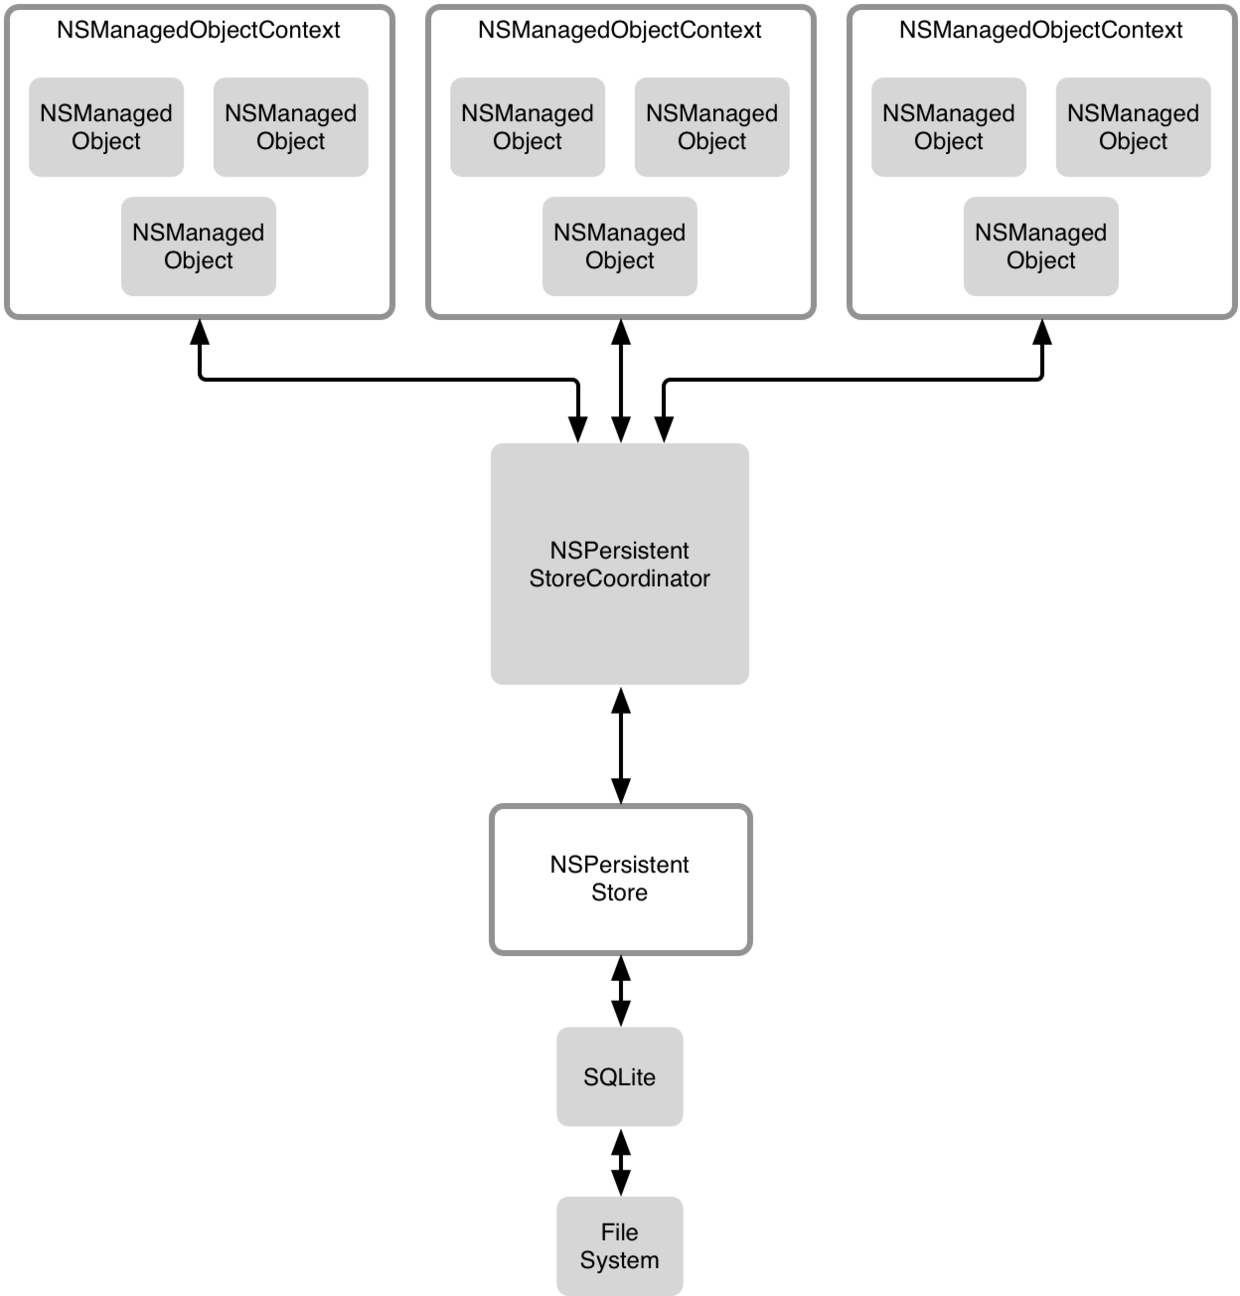 NSManagedObjectContext
NSManaged
Object
NSManaged
Object
NSManaged
Object
NSManagedObjectContext
NSManaged
Object
NSManaged
Object
NSManaged
Object
NSManagedObjectContext
NSManaged
Object
NSManaged
Object
NSManaged
Object
NSPersistent
StoreCoordinator
NSPersistent
Store
SQLite
File
System